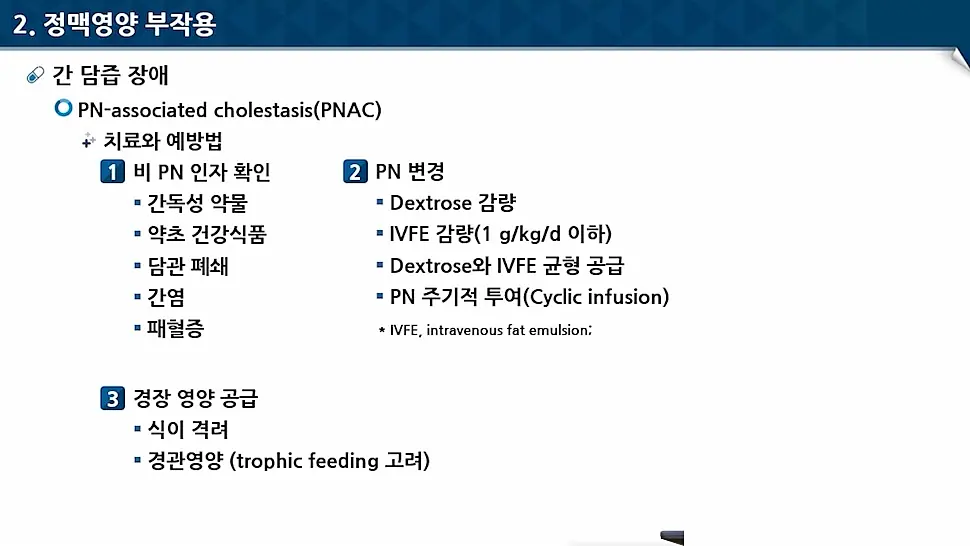 2. 정맥영양 부작용
간 담즙 장애
PN-associated cholestasis(PNAC)
치료와 예방법
1 비 PN 인자 확인
▪ 간독성 약물
▪ 약초 건강식품
▪ 담관 폐쇄
▪ 간염
▪ 패혈증
2 PN 변경
▪ Dextrose 감량
▪ IVFE 감량(1 g/kg/d 이하)
▪ Dextrose와 IVFE 균형 공급
▪ PN 주기적 투여(Cyclic infusion)
* IVFE, intravenous fat emulsion;
3 경장 영양 공급
▪ 식이 격려
▪ 경관영양 (trophic feeding 고려)